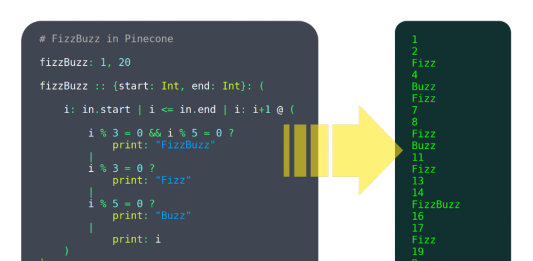 # FizzBuzz in Pinecone
fizzBuzz: 1, 20
fizzBuzz :: {start: Int, end: Int}: (
i: in.start | i <= in.end | i: i+1 @ (
i % 3 = 0 && i % 5 = 0 ?
print: "FizzBuzz"
|
i % 3 = 0 ?
print: "Fizz"
|
i % 5 = 0 ?
print: "Buzz"
|
print: i
)
1
2
Fizz
4
Buzz
Fizz
7
8
Fizz
Buzz
11
Fizz
13
14
FizzBuzz
16
17
Fizz
19